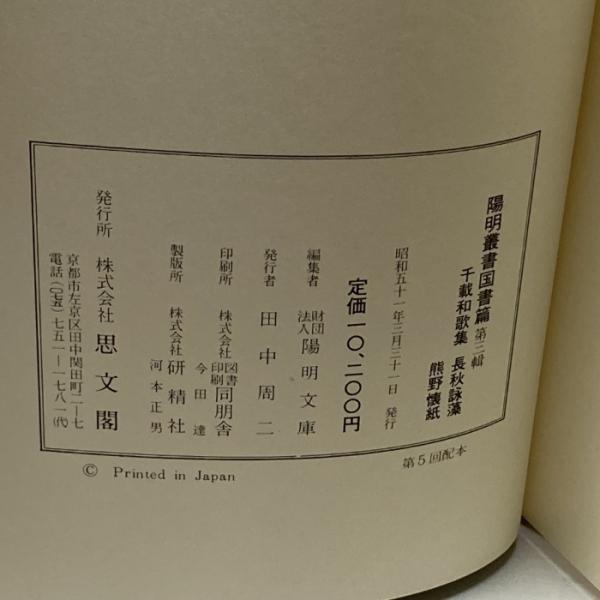 陽明叢書国書篇 第三輯
千載和歌集 長秋詠藻
熊野懐紙
昭和五十一年三月三十一日 発行
定価一〇、二〇〇円
編集者 財団法人 陽明文庫
発行者 田中周二
印刷所 株式会社 図書印刷 同朋舎
今田達
製版所 株式会社 研精社
河本正男
発行所 株式会社 思文閣
京都市左京区田中関田町二ー七
電話(〇七五)七五一ー一七八一(代)
第5回配本
© Printed in Japan